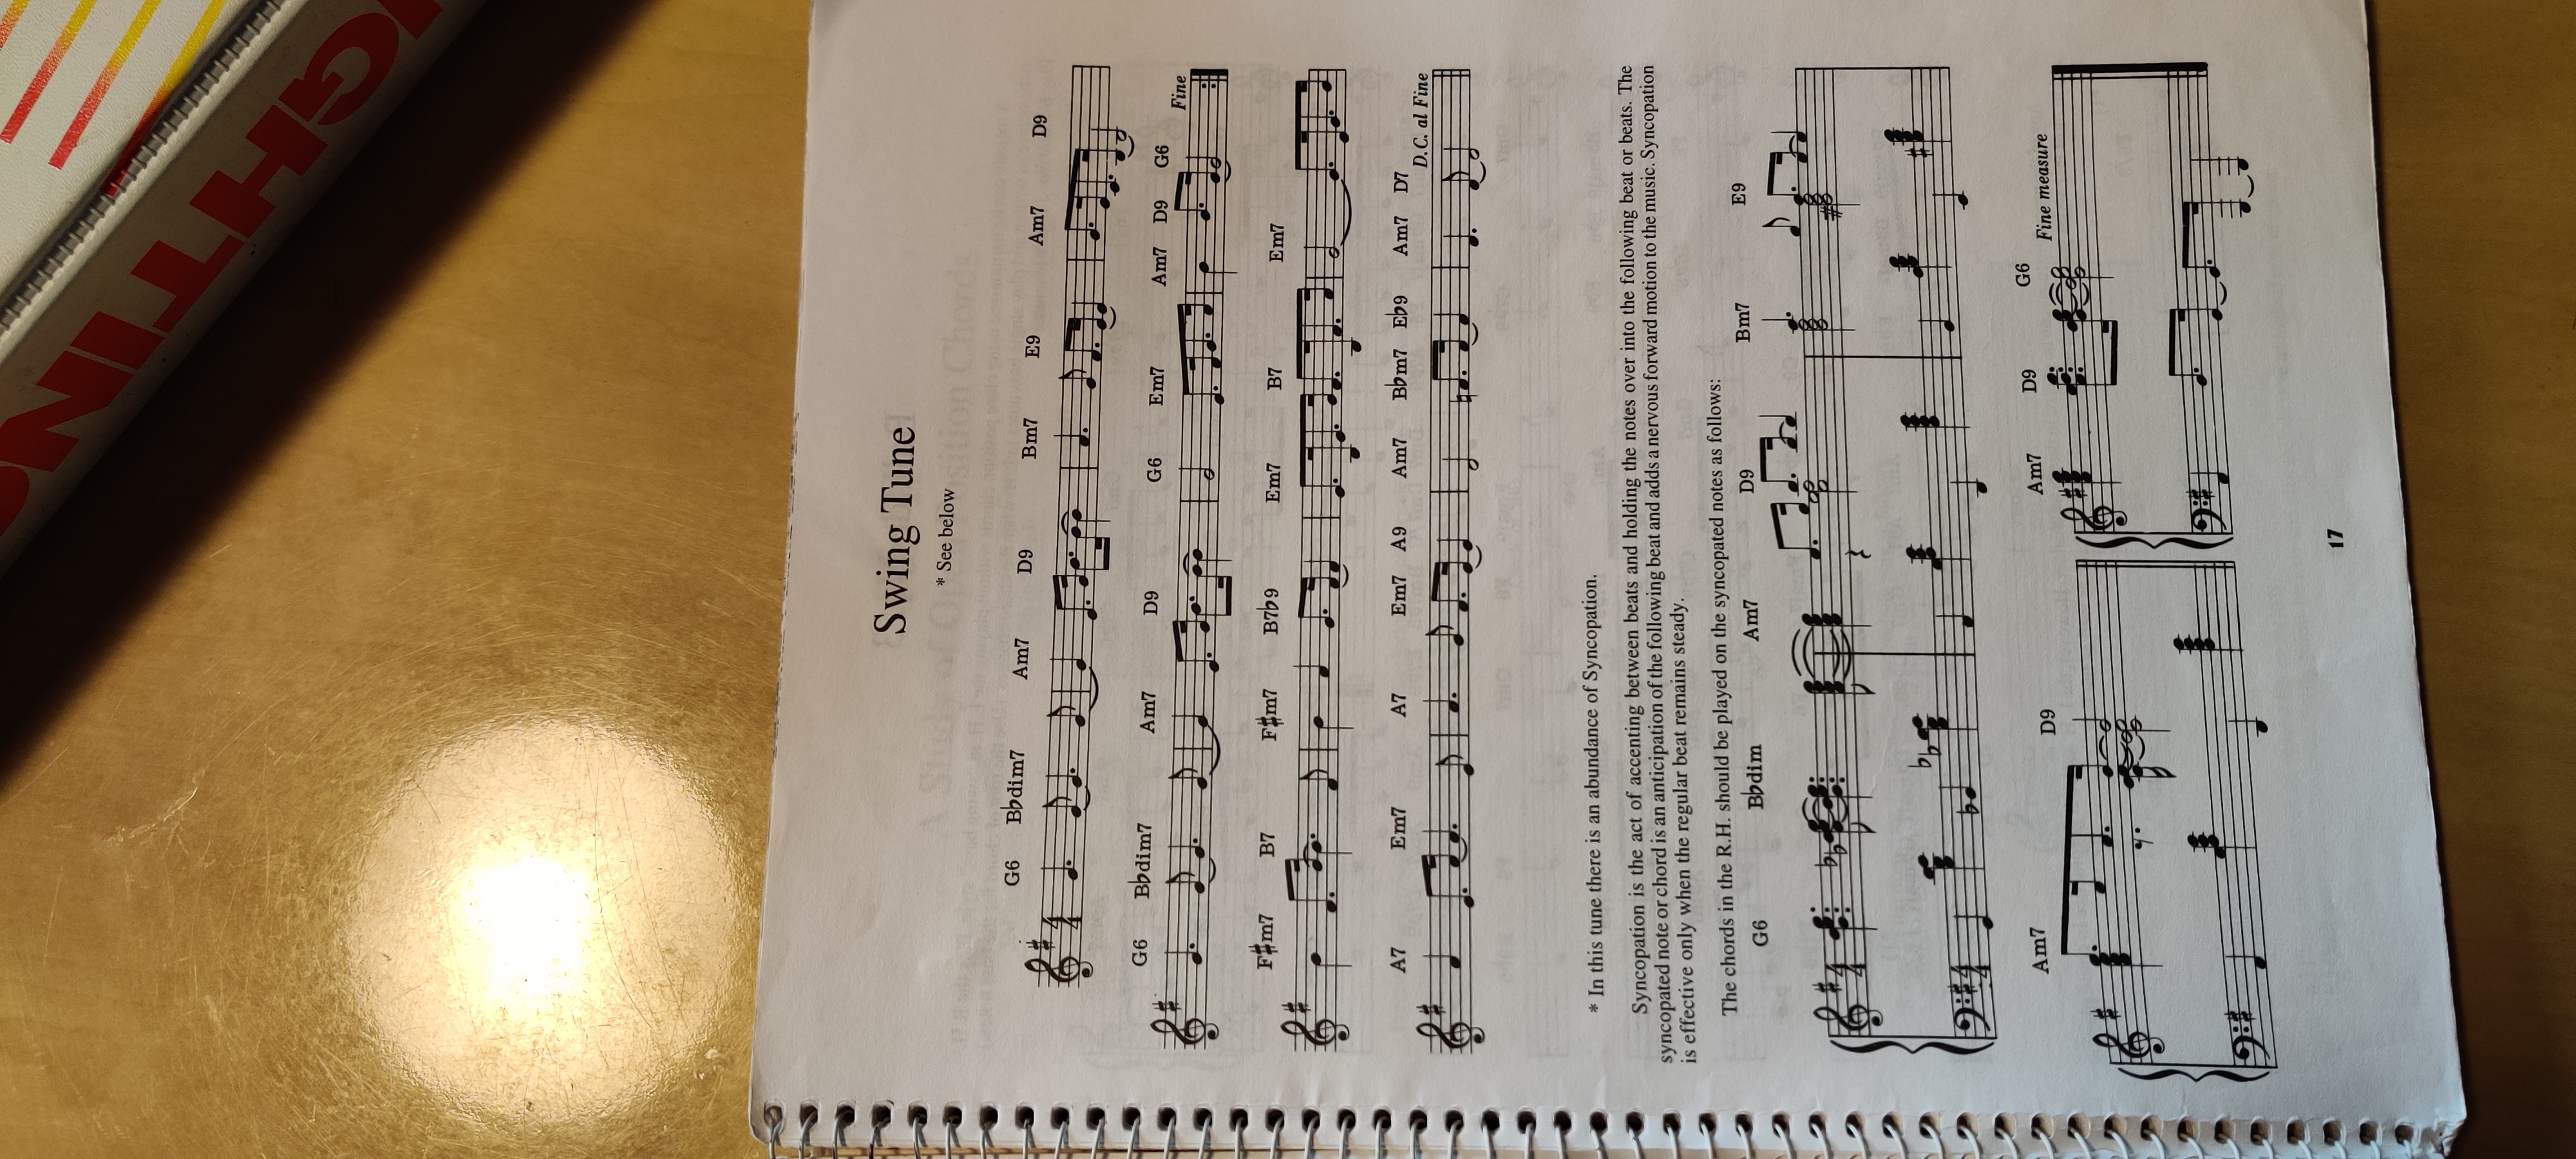 Swing Tune
* See below
G6 B♭dim7 Am7 D9 Bm7 E9 Am7 D9
G6 B♭dim7 Am7 D9 G6 Em7 Am7 D9 G6 Fine
F♯m7 B7 F♯m7 B7♭9 Em7 B7 Em7
A7 Em7 A7 Em7 A9 Am7 B♭m7 E♭9 Am7 D7 D.C. al Fine
* In this tune there is an abundance of Syncopation.
Syncopation is the act of accenting between beats and holding the notes over into the following beat or beats. The
syncopated note or chord is an anticipation of the following beat and adds a nervous forward motion to the music. Syncopation
is effective only when the regular beat remains steady.
The chords in the R.H. should be played on the syncopated notes as follows:
G6 B♭dim Am7 D9 Bm7 E9
Fine measure
Am7 D9 Am7 D9 G6
17